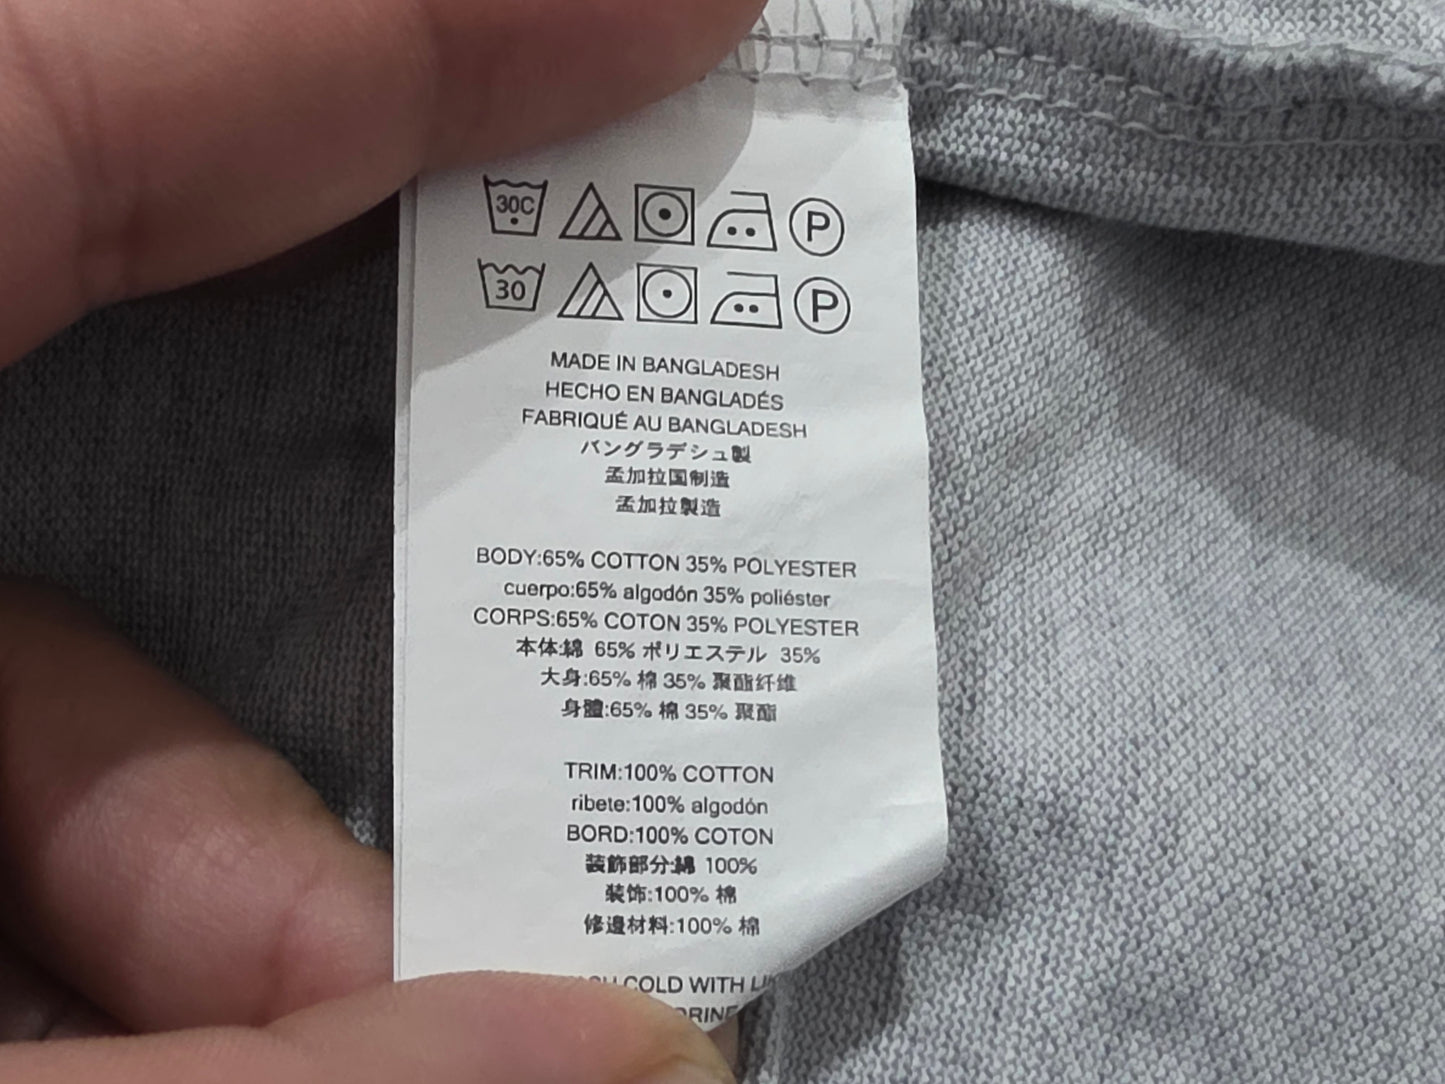 30C P
30 P
MADE IN BANGLADESH
HECHO EN BANGLADÉS
FABRIQUÉ AU BANGLADESH
バングラデシュ製
孟加拉国制造
孟加拉製造
BODY:65% COTTON 35% POLYESTER
cuerpo:65% algodón 35% poliéster
CORPS:65% COTON 35% POLYESTER
本体:綿 65% ポリエステル 35%
大身:65% 棉 35% 聚酯纤维
身體:65% 棉 35% 聚酯
TRIM:100% COTTON
ribete:100% algodón
BORD:100% COTON
装飾部分:綿 100%
装饰:100% 棉
修邊材料:100% 棉
COLD WITH